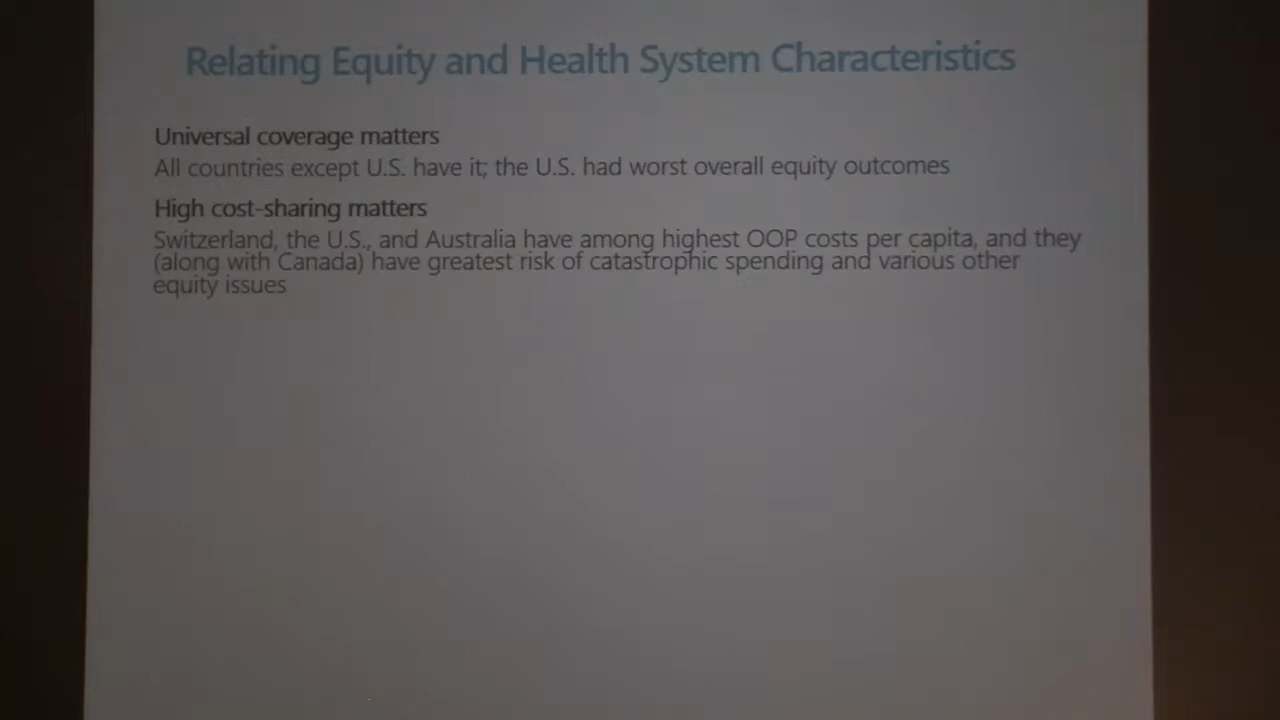 Relating Equity and Health System Characteristics
Universal coverage matters
All countries except U.S. have it; the U.S. had worst overall equity outcomes
High cost-sharing matters
Switzerland, the U.S., and Australia have among highest OOP costs per capita, and they
(along with Canada) have greatest risk of catastrophic spending and various other
equity issues